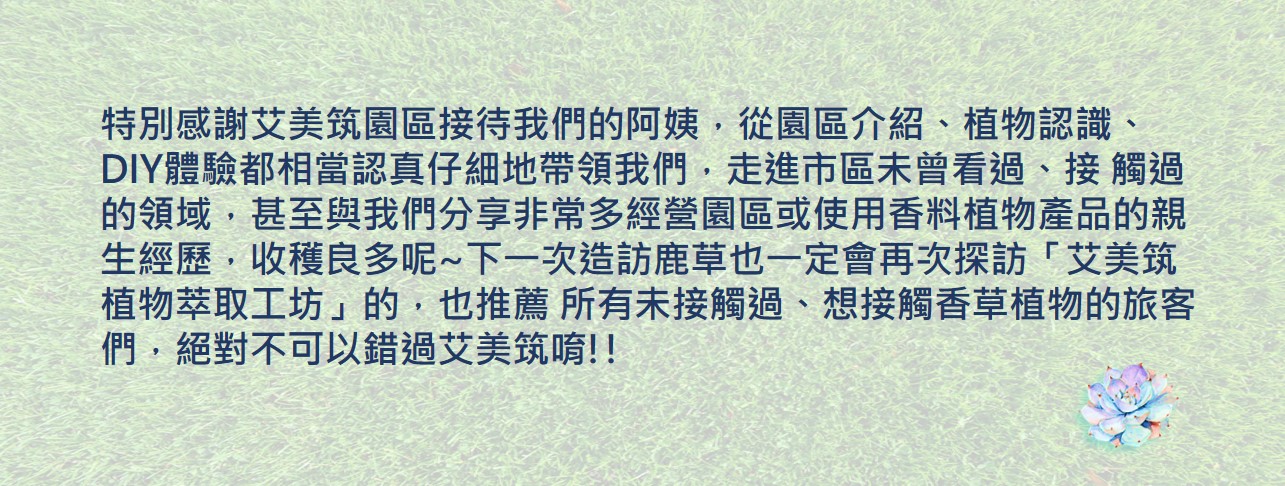 特別感謝艾美筑園區接待我們的阿姨，從園區介紹、植物認識、
DIY體驗都相當認真仔細地帶領我們，走進市區未曾看過、接 觸過
的領域，甚至與我們分享非常多經營園區或使用香料植物產品的親
生經歷，收穫良多呢~下一次造訪鹿草也一定會再次探訪「艾美筑
植物萃取工坊」的，也推薦 所有未接觸過、想接觸香草植物的旅客
們，絕對不可以錯過艾美筑唷!!